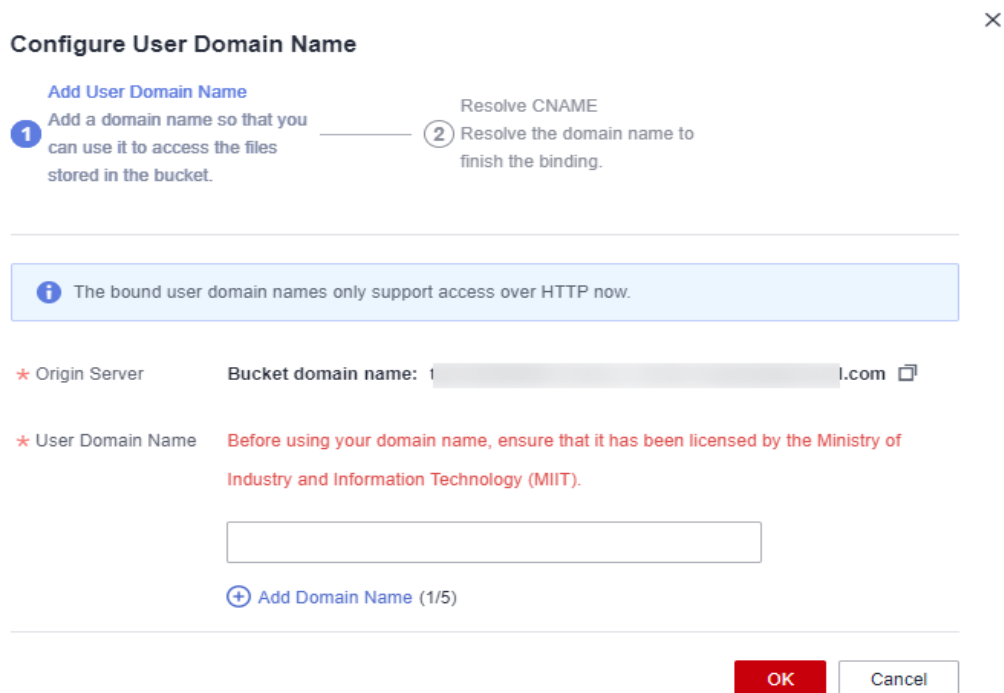 Configure User Domain Name
Add User Domain Name
1
Add a domain name so that you
can use it to access the files
stored in the bucket.
Resolve CNAME
2
Resolve the domain name to
finish the binding.
The bound user domain names only support access over HTTP now.
* Origin Server Bucket domain name: t l.com
* User Domain Name Before using your domain name, ensure that it has been licensed by the Ministry of
Industry and Information Technology (MIIT).
Add Domain Name (1/5)
OK Cancel